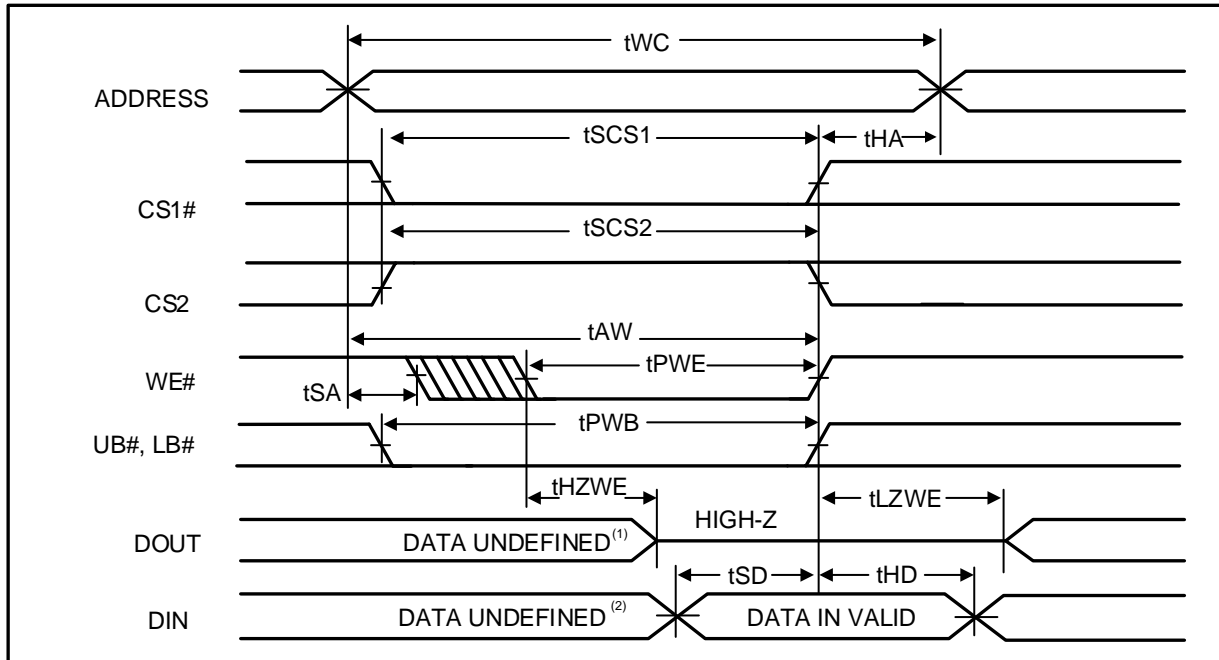 tWC
ADDRESS
tSCS1
tHA
CS1#
tSCS2
CS2
tAW
WE#
tPWE
tSA
tPWB
UB#, LB#
tHZWE
tLZWE
HIGH-Z
DOUT
DATA UNDEFINED(1)
tSD
tHD
DIN
DATA UNDEFINED (2)
DATA IN VALID